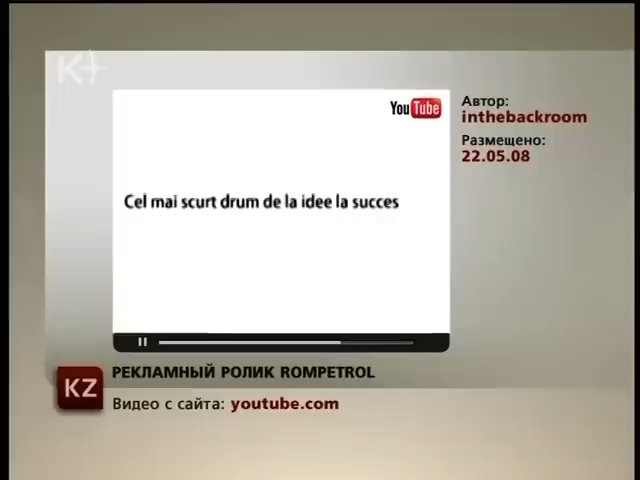 K+
YouTube
Автор:
inthebackroom
Размещено:
22.05.08
Cel mai scurt drum de la idee la succes
KZ
РЕКЛАМНЫЙ РОЛИК ROMPETROL
Видео с сайта: youtube.com